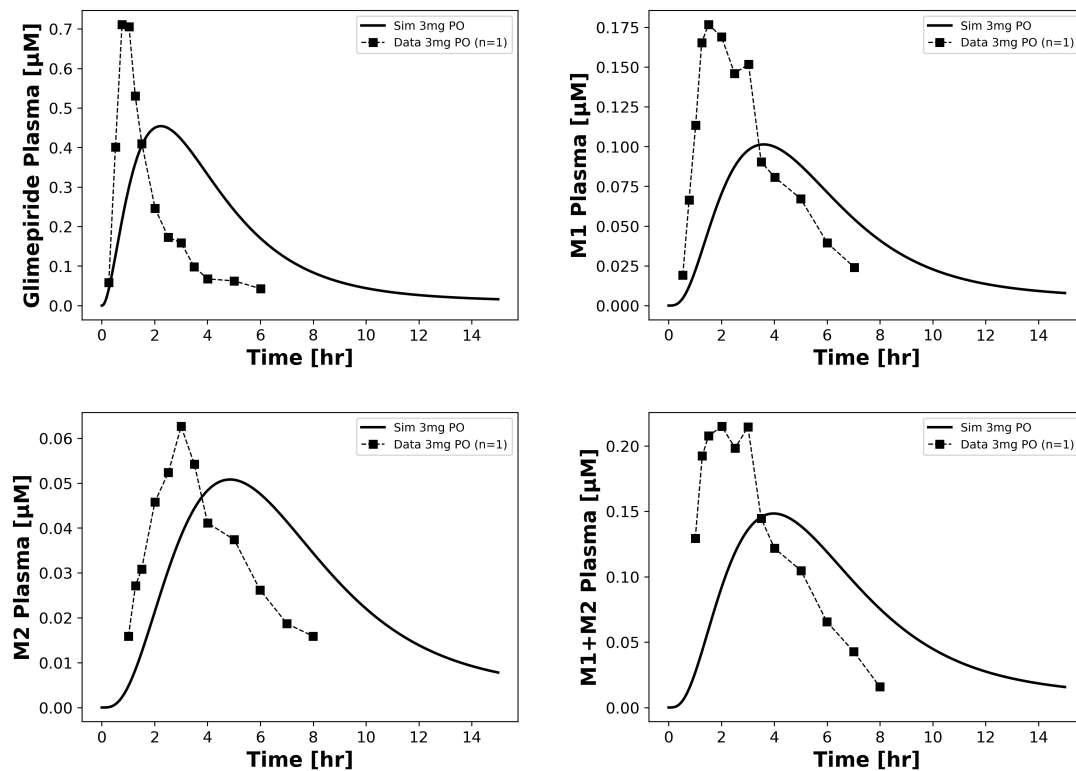 Glimepiride Plasma [µM]
0.7
0.6
0.5
0.4
0.3
0.2
0.1
0.0
Sim 3mg PO
Data 3mg PO (n=1)
0 2 4 6 8 10 12 14
Time [hr]
M1 Plasma [µM]
0.175
0.150
0.125
0.100
0.075
0.050
0.025
0.000
Sim 3mg PO
Data 3mg PO (n=1)
0 2 4 6 8 10 12 14
Time [hr]
M2 Plasma [µM]
0.06
0.05
0.04
0.03
0.02
0.01
0.00
Sim 3mg PO
Data 3mg PO (n=1)
0 2 4 6 8 10 12 14
Time [hr]
M1+M2 Plasma [µM]
0.20
0.15
0.10
0.05
0.00
Sim 3mg PO
Data 3mg PO (n=1)
0 2 4 6 8 10 12 14
Time [hr]